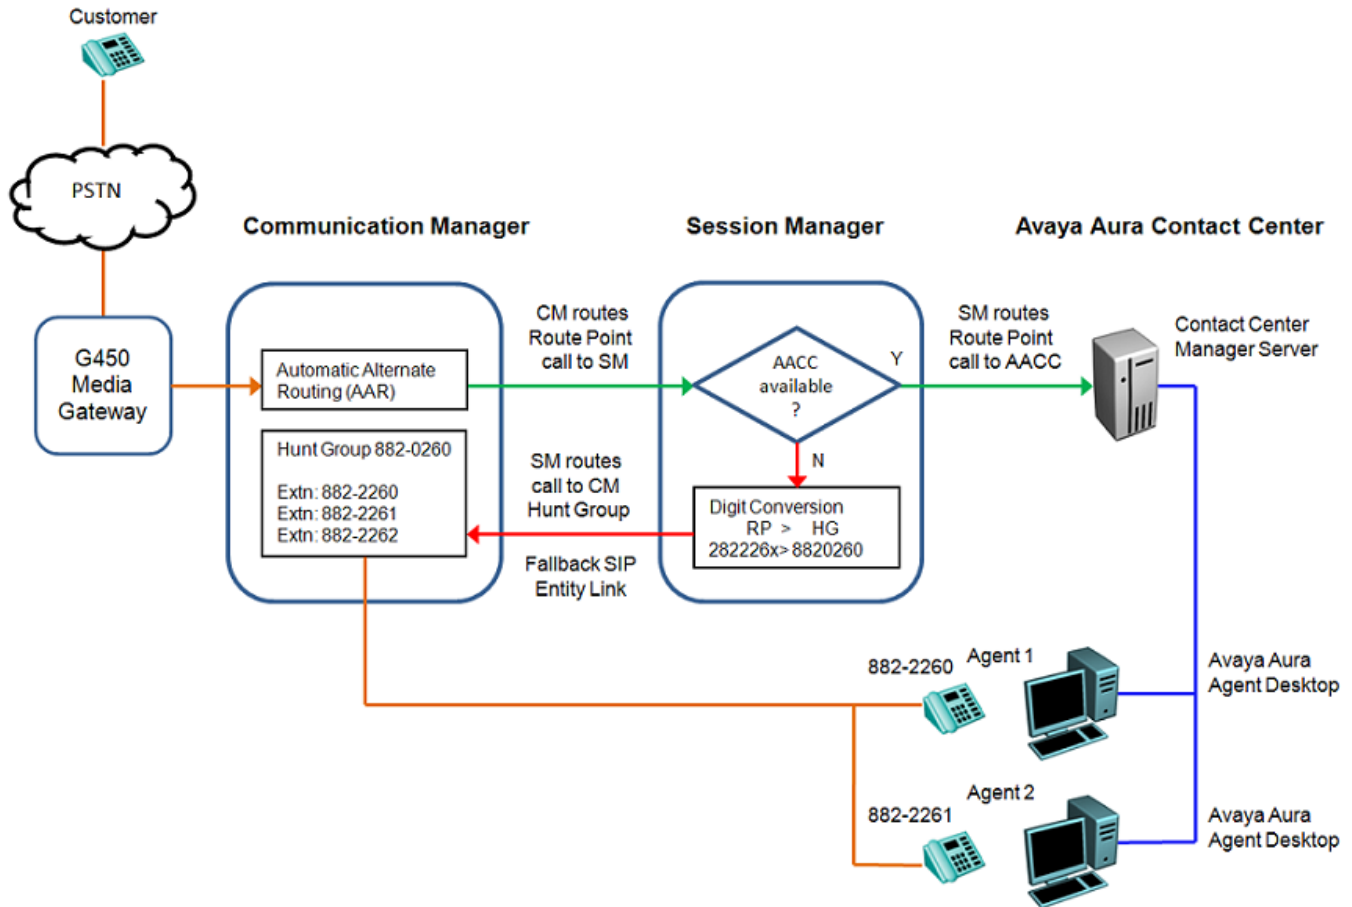 Customer
PSTN
Communication Manager
Session Manager
Avaya Aura Contact Center
G450
Media
Gateway
Automatic Alternate
Routing (AAR)
CM routes
Route Point
call to SM
AACC
available
?
Y
SM routes
Route Point
call to AACC
Contact Center
Manager Server
Hunt Group 882-0260
Extn: 882-2260
Extn: 882-2261
Extn: 882-2262
SM routes
call to CM
Hunt Group
N
Digit Conversion
RP > HG
282226x> 8820260
Fallback SIP
Entity Link
882-2260
Agent 1
Avaya Aura
Agent Desktop
882-2261
Agent 2
Avaya Aura
Agent Desktop